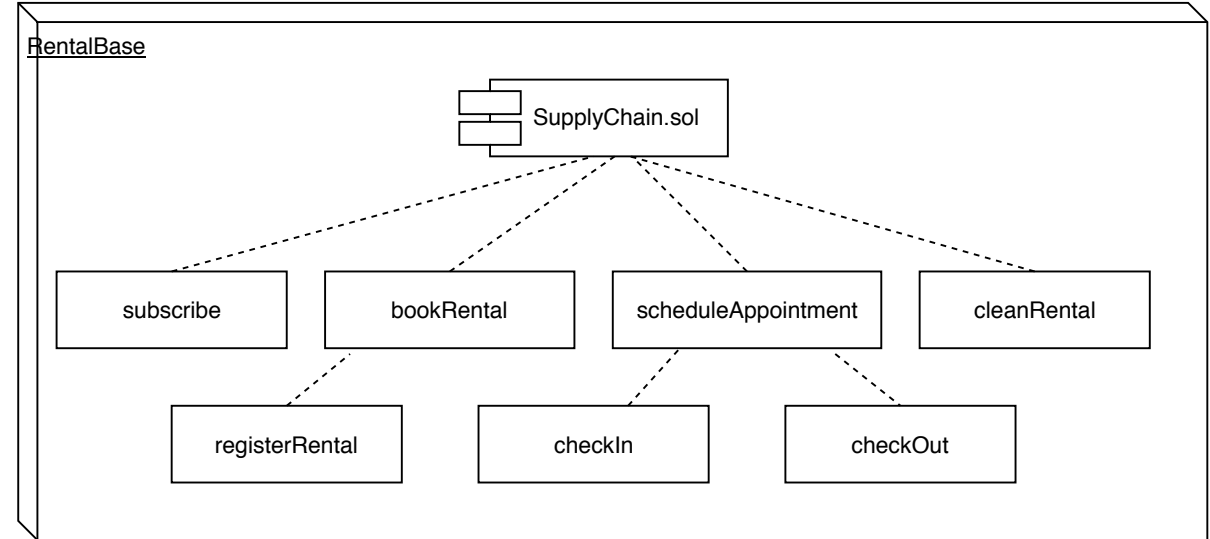 RentalBase
SupplyChain.sol
subscribe
bookRental
scheduleAppointment
cleanRental
registerRental
checkIn
checkOut